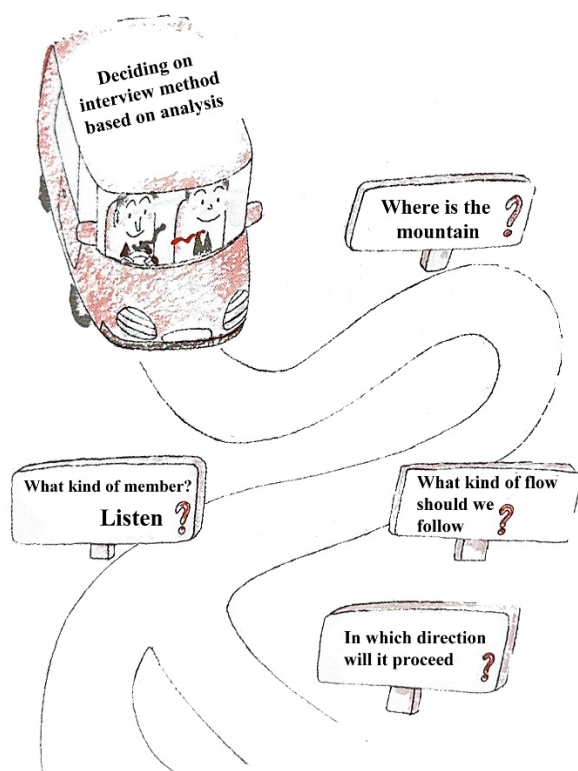 Deciding on
interview method
based on analysis
Where is the
mountain ?
What kind of member?
Listen ?
What kind of flow
should we
follow ?
In which direction
will it proceed ?